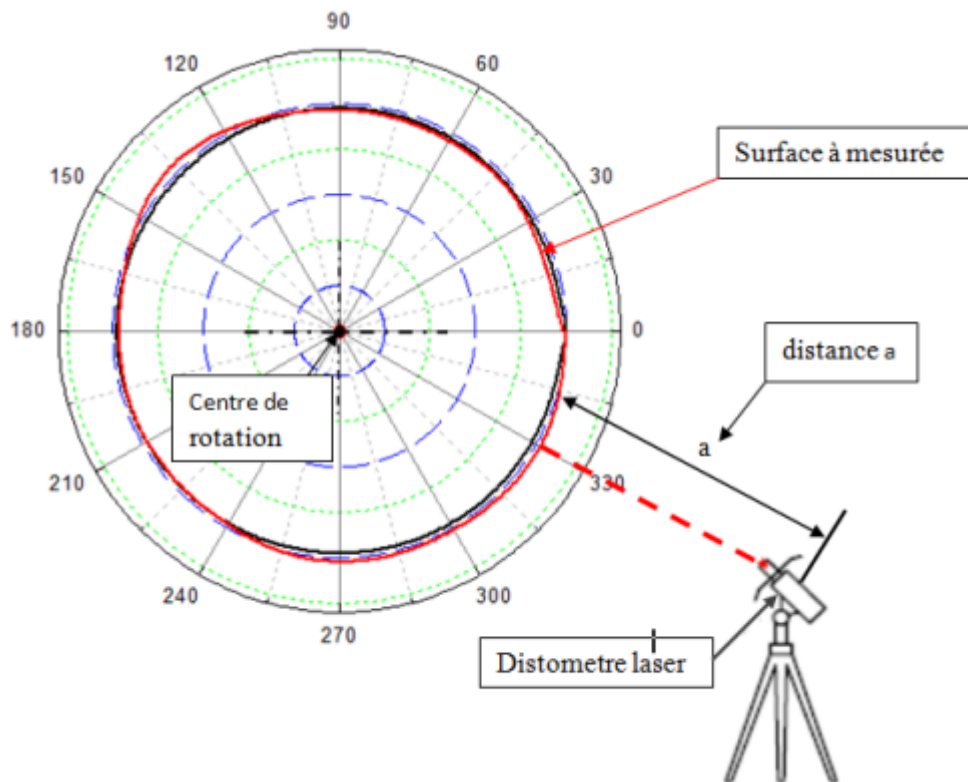 90
120
60
Surface à mesurée
150
30
180
0
distance a
Centre de
rotation
a
210
330
240
300
270
Distometre laser